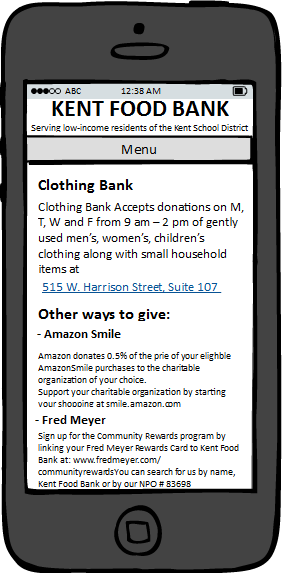 ABC 12:38 AM
KENT FOOD BANK
Serving low-income residents of the Kent School District
Menu
Clothing Bank
Clothing Bank Accepts donations on M,
T, W and F from 9 am – 2 pm of gently
used men's, women's, children's
clothing along with small household
items at
515 W. Harrison Street, Suite 107
Other ways to give:
- Amazon Smile
Amazon donates 0.5% of the prie of your elighble
AmazonSmile purchases to the charitable
organization of your choice.
Support your charitable organization by starting
your shopping at smile.amazon.com
- Fred Meyer
Sign up for the Community Rewards program by
linking your Fred Meyer Rewards Card to Kent Food
Bank at: www.fredmeyer.com/
communityrewardsYou can search for us by name,
Kent Food Bank or by our NPO # 83698